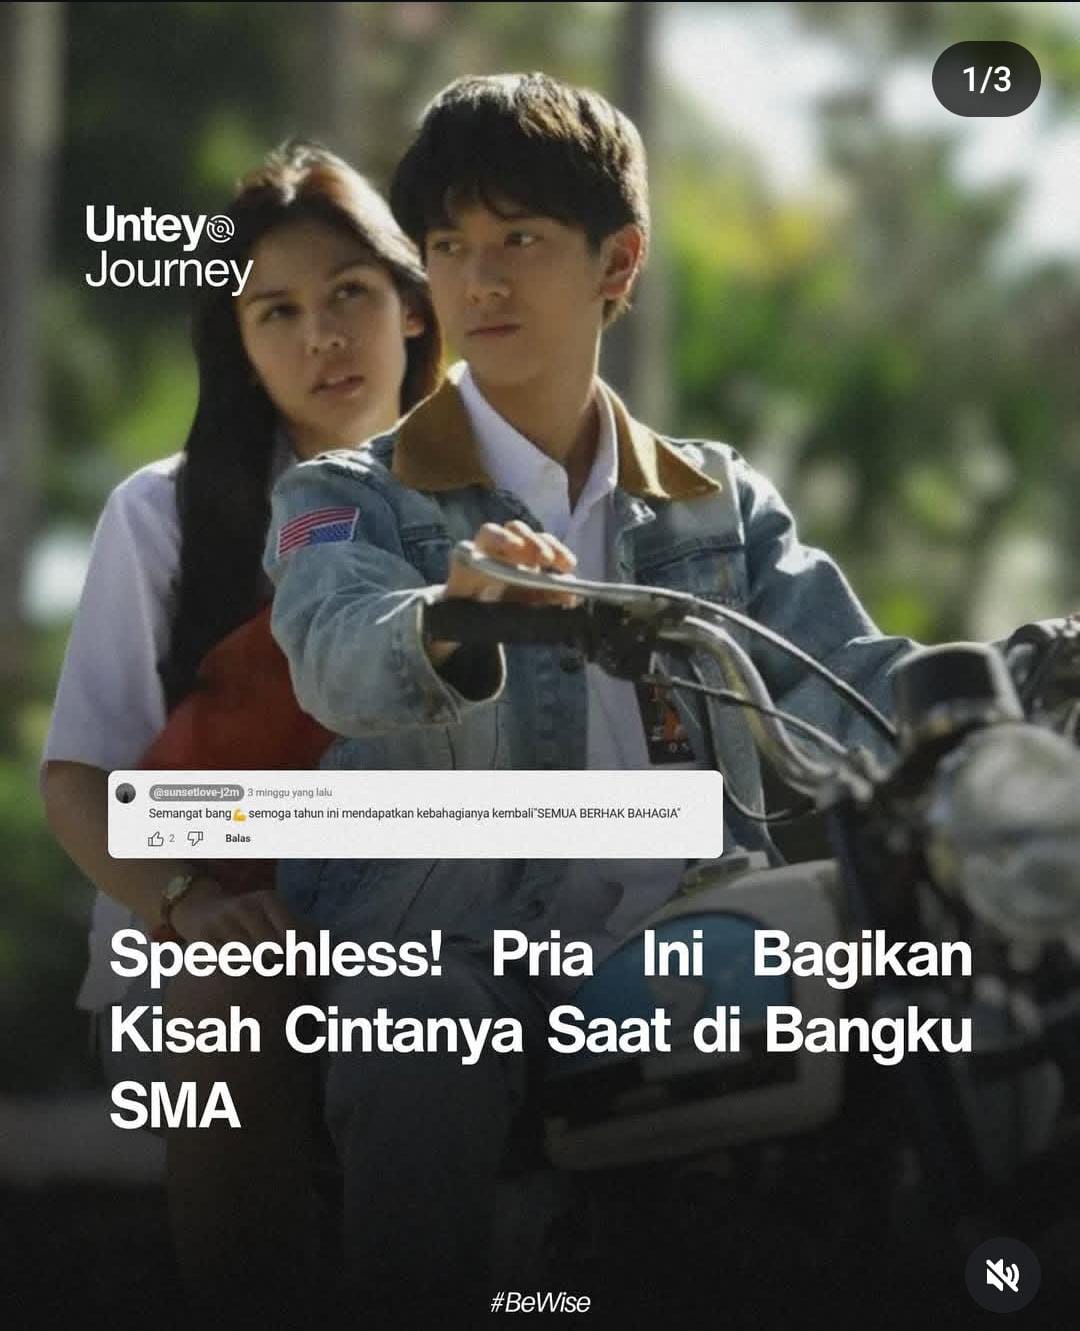 1/3
Untey
Journey
@sunsetlove-j2m 3 minggu yang lalu
Semangat bang💪semoga tahun ini mendapatkan kebahagianya kembali"SEMUA BERHAK BAHAGIA"
2 Balas
Speechless! Pria Ini Bagikan
Kisah Cintanya Saat di Bangku
SMA
#BeWise